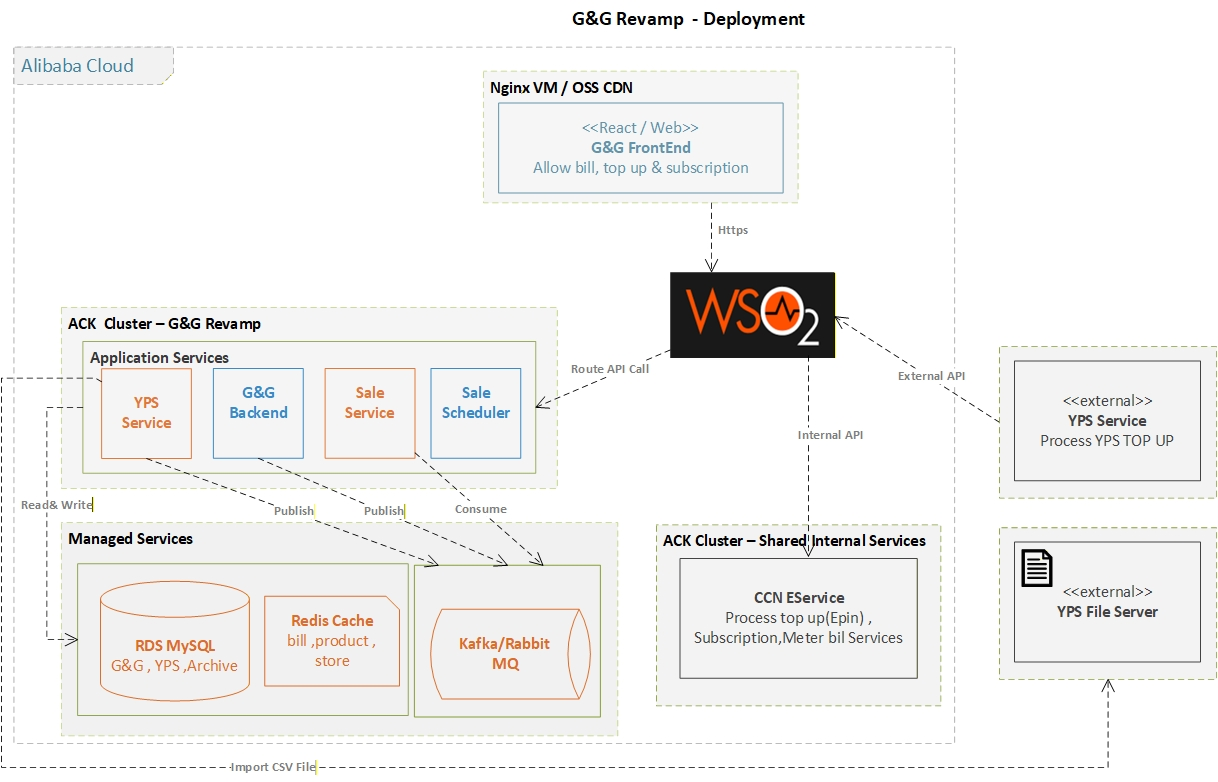 G&G Revamp - Deployment
Alibaba Cloud
Nginx VM / OSS CDN
<<React / Web>>
G&G FrontEnd
Allow bill, top up & subscription
Https
WSO2
ACK Cluster – G&G Revamp
Application Services
YPS
Service
G&G
Backend
Sale
Service
Sale
Scheduler
Route API Call
External API
Internal API
<<external>>
YPS Service
Process YPS TOP UP
Read& Write
Publish
Publish
Consume
Managed Services
RDS MySQL
G&G , YPS ,Archive
Redis Cache
bill ,product ,
store
Kafka/Rabbit
MQ
ACK Cluster – Shared Internal Services
CCN EService
Process top up(Epin) ,
Subscription,Meter bil Services
<<external>>
YPS File Server
Import CSV File